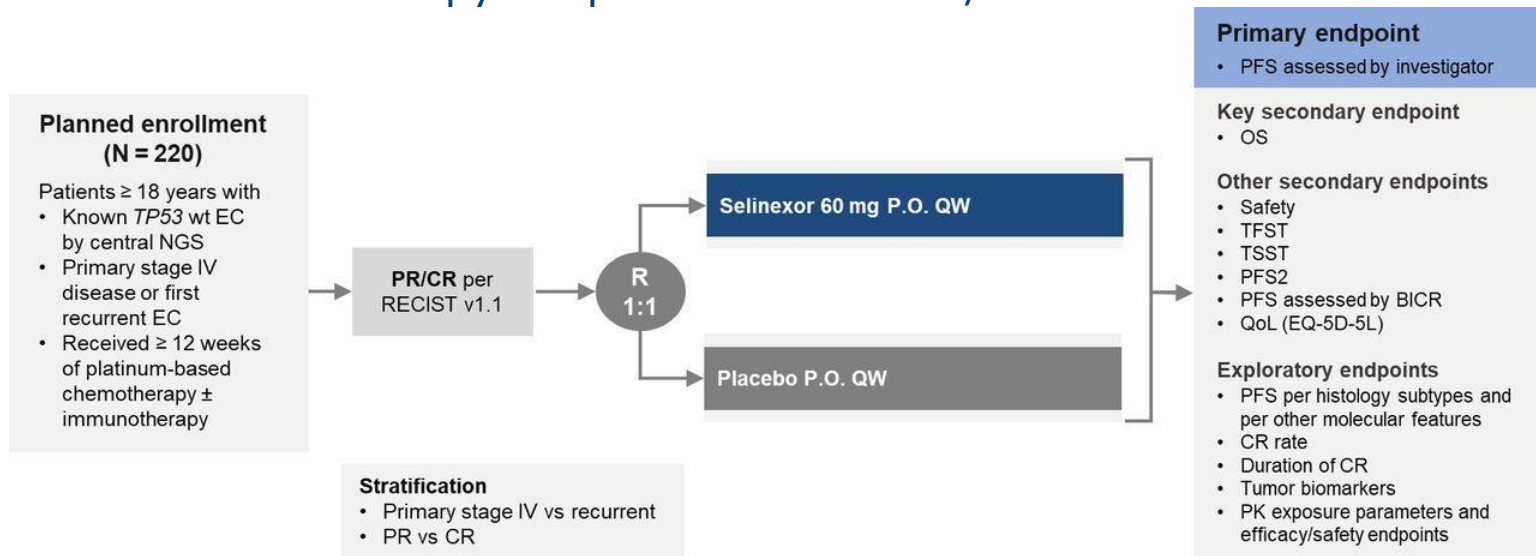 Planned enrollment
(N = 220)
Patients ≥ 18 years with
• Known TP53 wt EC
by central NGS
• Primary stage IV
disease or first
recurrent EC
• Received ≥ 12 weeks
of platinum-based
chemotherapy ±
immunotherapy
PR/CR per
RECIST v1.1
Stratification
• Primary stage IV vs recurrent
• PR vs CR
R
1:1
Selinexor 60 mg P.O. QW
Placebo P.O. QW
Primary endpoint
• PFS assessed by investigator
Key secondary endpoint
• OS
Other secondary endpoints
• Safety
• TFST
• TSST
• PFS2
• PFS assessed by BICR
• QoL (EQ-5D-5L)
Exploratory endpoints
• PFS per histology subtypes and
per other molecular features
• CR rate
• Duration of CR
• Tumor biomarkers
• PK exposure parameters and
efficacy/safety endpoints